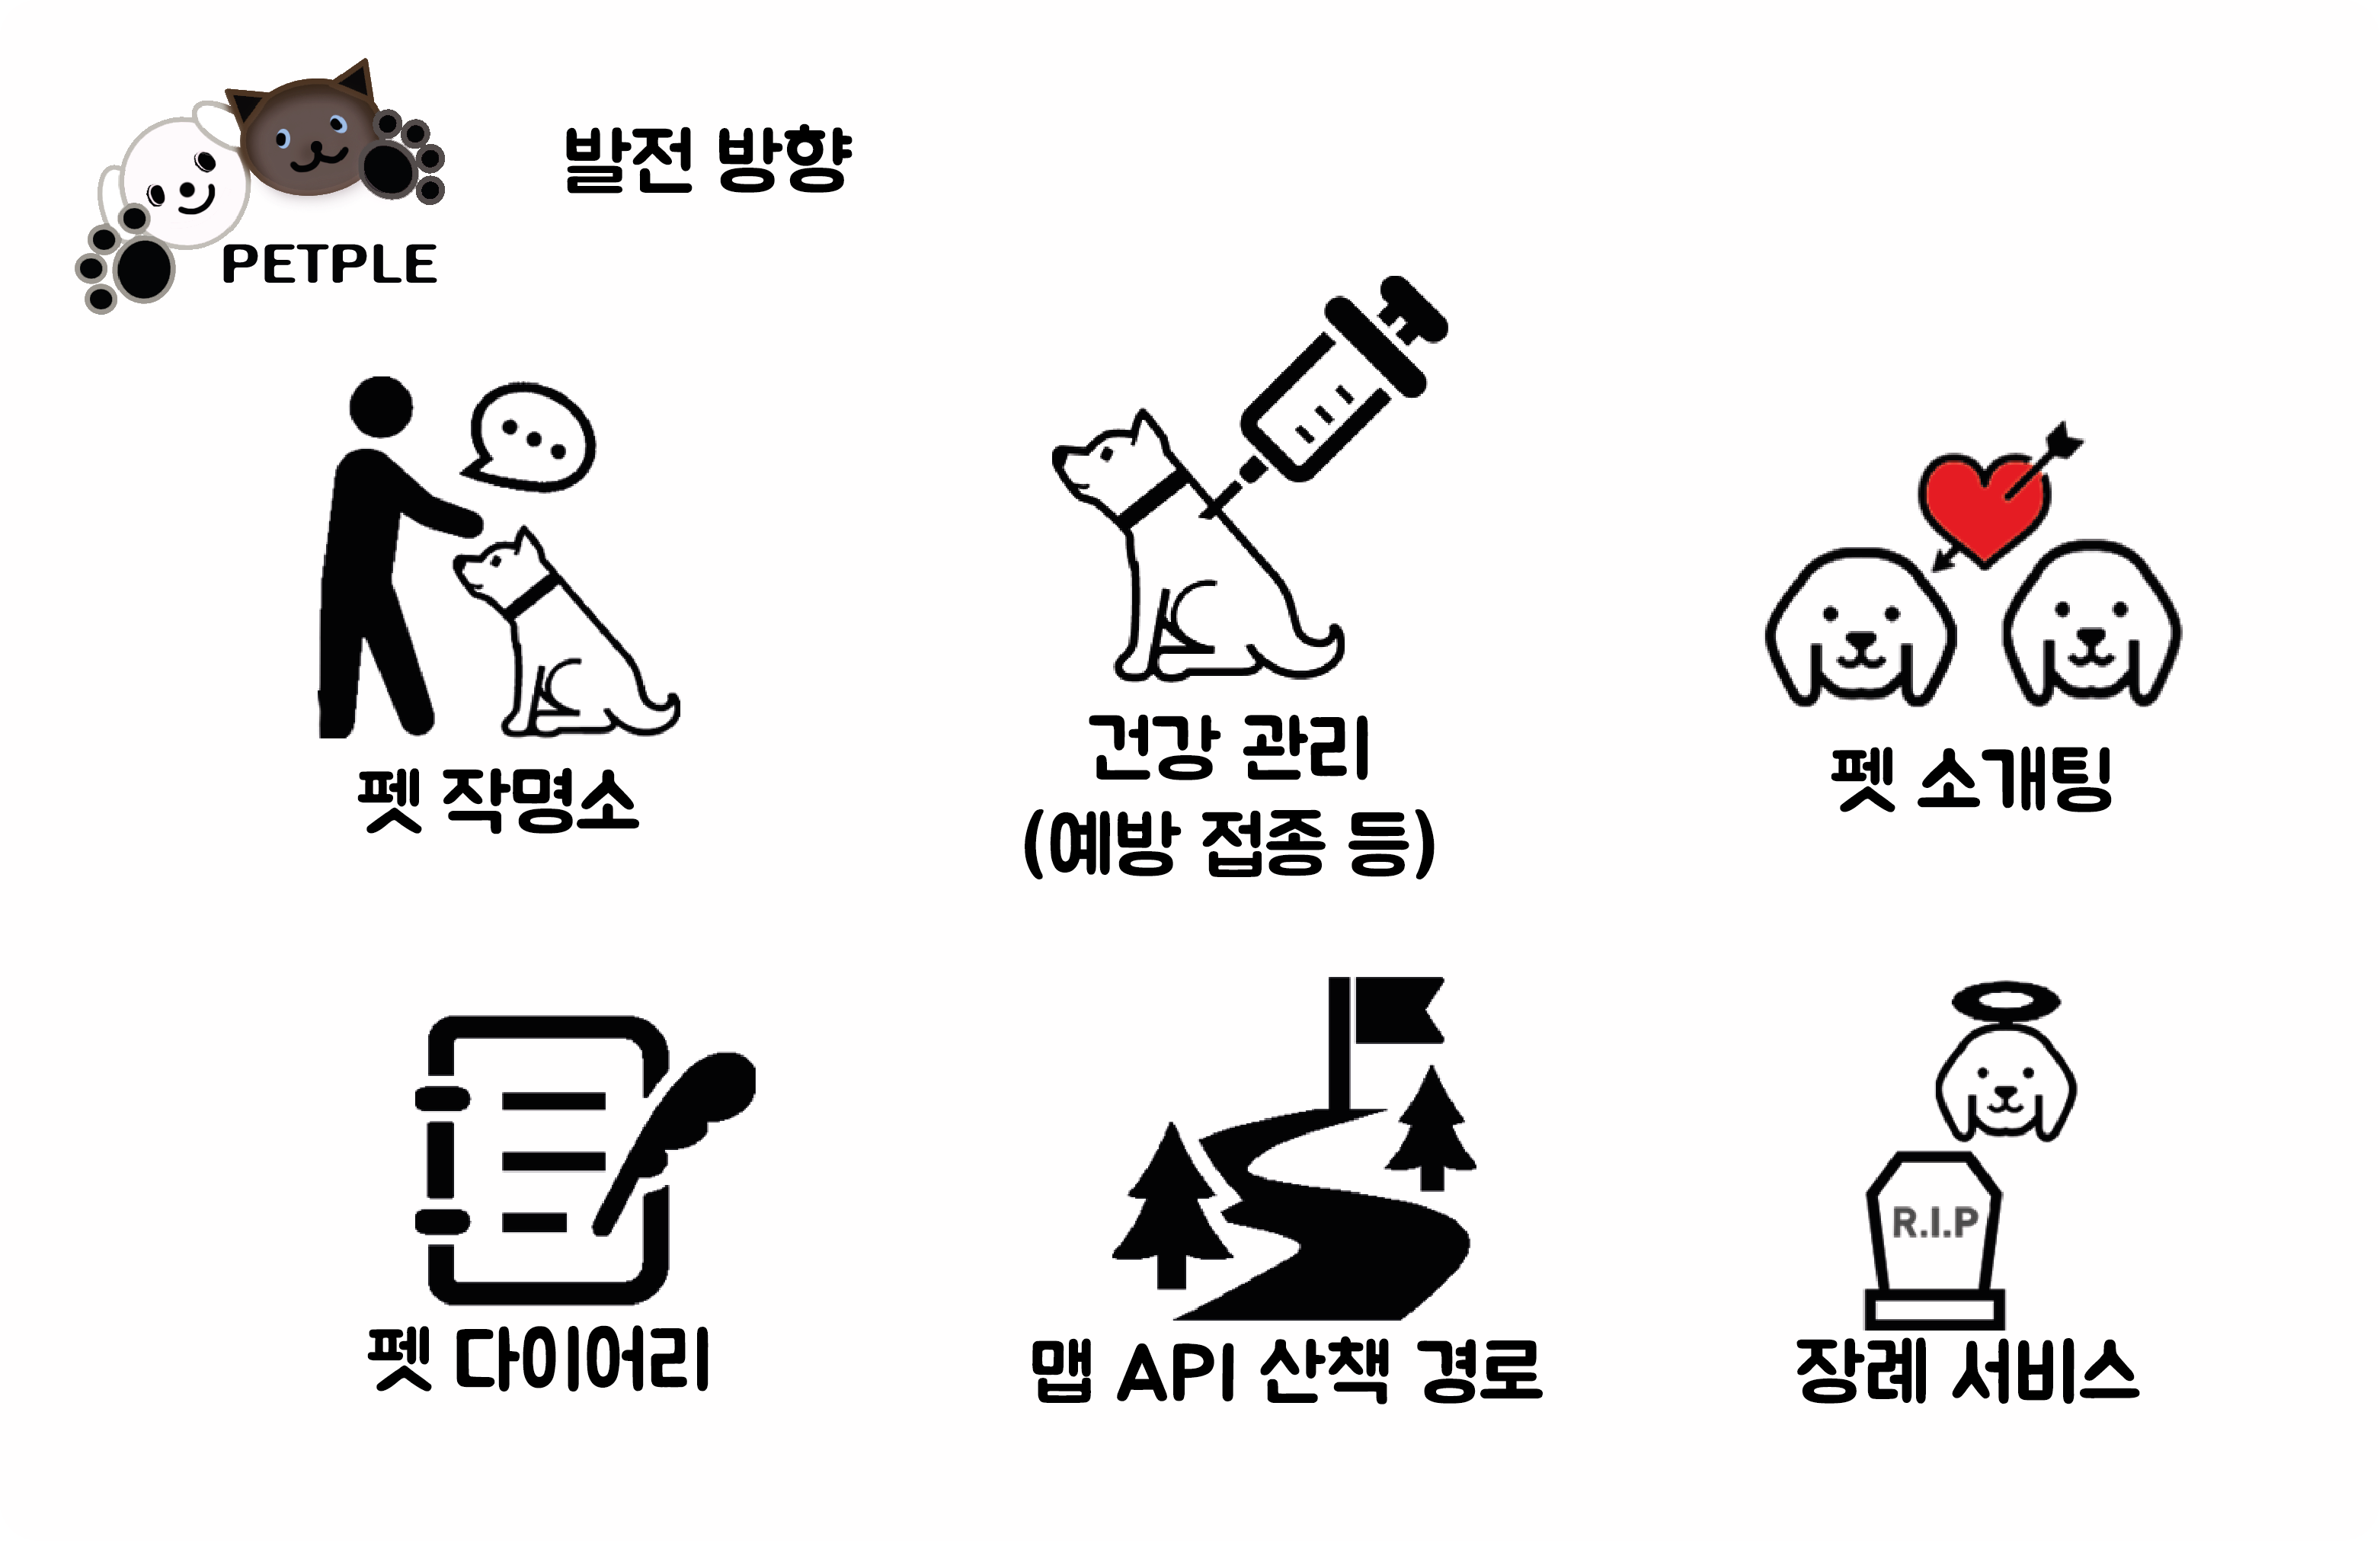 발전 방향
PETPLE
펫 작명소
건강 관리
(예방 접종 등)
펫 소개팅
펫 다이어리
맵 API 산책 경로
R.I.P
장례 서비스